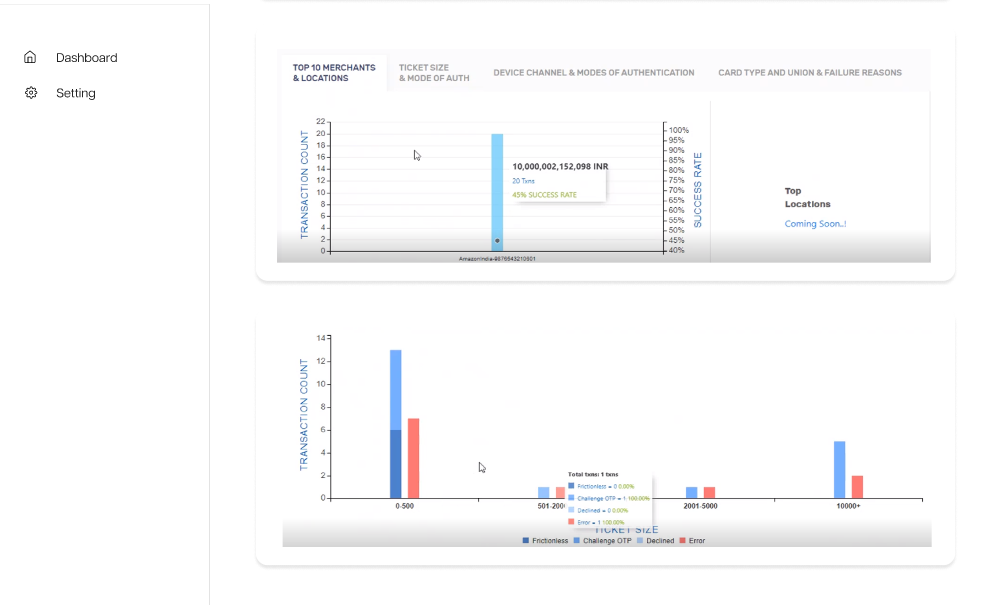 Dashboard
Setting
TOP 10 MERCHANTS
& LOCATIONS
TICKET SIZE
& MODE OF AUTH
DEVICE CHANNEL & MODES OF AUTHENTICATION
CARD TYPE AND UNION & FAILURE REASONS
TRANSACTION COUNT
22
20
18
16
14
12
10
8
6
4
2
0
10,000,002,152,098 INR
20 Txns
45% SUCCESS RATE
AmazonIndia-9876543210601
100%
95%
90%
85%
80%
75%
70%
65%
60%
55%
50%
45%
40%
SUCCESS RATE
Top
Locations
Coming Soon..!
TRANSACTION COUNT
14
12
10
8
6
4
2
0
Total txns: 1 txns
Frictionless = 0 0.00%
Challenge OTP = 1 100.00%
Declined = 0 0.00%
Error = 1 100.00%
0-500
501-200
2001-5000
10000+
TICKET SIZE
Frictionless
Challenge OTP
Declined
Error